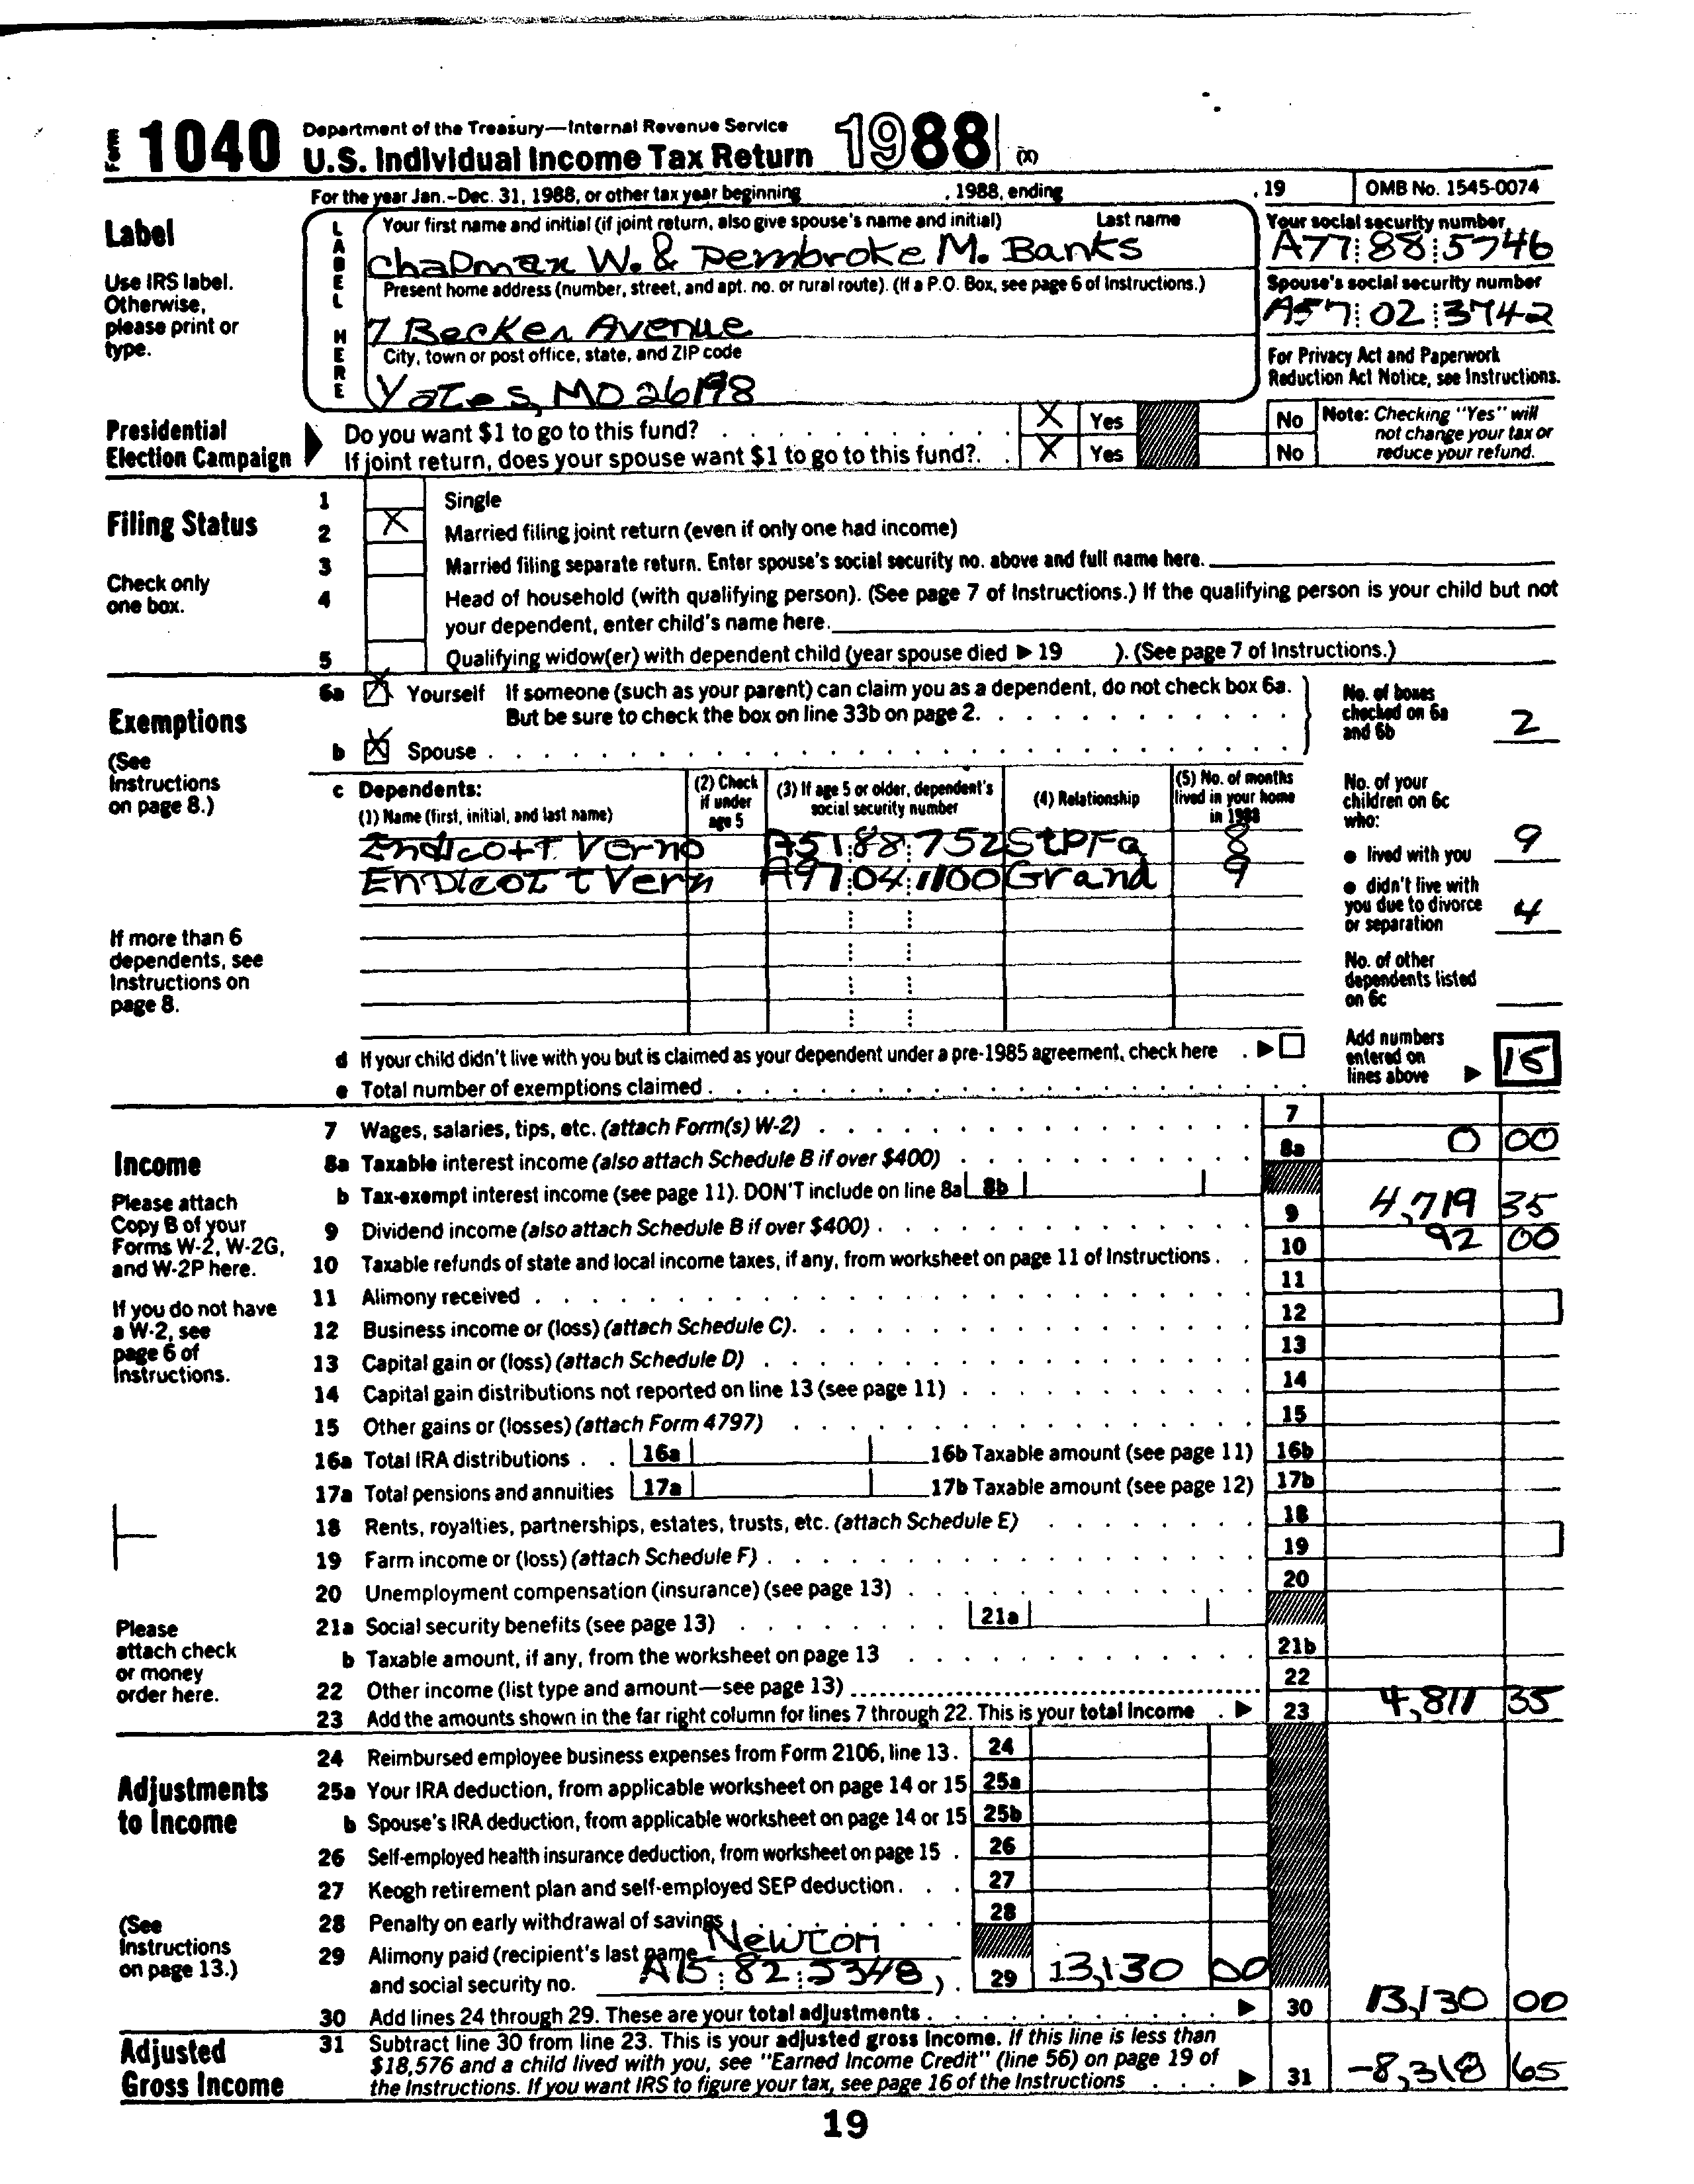 Form 1040 Department of the Treasury—Internal Revenue Service
U.S. Individual Income Tax Return 1988 (X)
For the year Jan.–Dec. 31, 1988, or other tax year beginning , 1988, ending , 19 OMB No. 1545-0074
Label
Use IRS label. Otherwise, please print or type.
LABEL HERE
Your first name and initial (if joint return, also give spouse's name and initial) Last name
Chapman W. & Pembroke M. Banks
Your social security number
A77 88 5746
Present home address (number, street, and apt. no. or rural route). (If a P.O. Box, see page 6 of Instructions.)
7 Becker Avenue
Spouse's social security number
A57 02 3742
City, town or post office, state, and ZIP code
Yates, MO 26198
For Privacy Act and Paperwork Reduction Act Notice, see Instructions.
Presidential Election Campaign
Do you want $1 to go to this fund? X Yes No
If joint return, does your spouse want $1 to go to this fund?. X Yes No
Note: Checking "Yes" will not change your tax or reduce your refund.
Filing Status
Check only one box.
1 Single
2 X Married filing joint return (even if only one had income)
3 Married filing separate return. Enter spouse's social security no. above and full name here.
4 Head of household (with qualifying person). (See page 7 of Instructions.) If the qualifying person is your child but not
your dependent, enter child's name here.
5 Qualifying widow(er) with dependent child (year spouse died ▶ 19 ). (See page 7 of Instructions.)
Exemptions
(See Instructions on page 8.)
6a X Yourself If someone (such as your parent) can claim you as a dependent, do not check box 6a.
But be sure to check the box on line 33b on page 2.
b X Spouse
No. of boxes checked on 6a and 6b 2
c Dependents:
(1) Name (first, initial, and last name) (2) Check if under age 5 (3) If age 5 or older, dependent's social security number (4) Relationship (5) No. of months lived in your home in 1988
Endicott Verno A51 88 752 StpFa 8
Endicott Vern A97 04 1100 Grand 9
If more than 6 dependents, see Instructions on page 8.
No. of your children on 6c who:
● lived with you 9
● didn't live with you due to divorce or separation 4
No. of other dependents listed on 6c
d If your child didn't live with you but is claimed as your dependent under a pre-1985 agreement, check here ▶
e Total number of exemptions claimed
Add numbers entered on lines above ▶ 15
Income
Please attach Copy B of your Forms W-2, W-2G, and W-2P here.
If you do not have a W-2, see page 6 of Instructions.
Please attach check or money order here.
7 Wages, salaries, tips, etc. (attach Form(s) W-2) 7
8a Taxable interest income (also attach Schedule B if over $400) 8a 0 00
b Tax-exempt interest income (see page 11). DON'T include on line 8a 8b
9 Dividend income (also attach Schedule B if over $400) 9 4,719 35
10 Taxable refunds of state and local income taxes, if any, from worksheet on page 11 of Instructions 10 92 00
11 Alimony received 11
12 Business income or (loss) (attach Schedule C) 12
13 Capital gain or (loss) (attach Schedule D) 13
14 Capital gain distributions not reported on line 13 (see page 11) 14
15 Other gains or (losses) (attach Form 4797) 15
16a Total IRA distributions 16a 16b Taxable amount (see page 11) 16b
17a Total pensions and annuities 17a 17b Taxable amount (see page 12) 17b
18 Rents, royalties, partnerships, estates, trusts, etc. (attach Schedule E) 18
19 Farm income or (loss) (attach Schedule F) 19
20 Unemployment compensation (insurance) (see page 13) 20
21a Social security benefits (see page 13) 21a
b Taxable amount, if any, from the worksheet on page 13 21b
22 Other income (list type and amount—see page 13) 22
23 Add the amounts shown in the far right column for lines 7 through 22. This is your total income ▶ 23 4,811 35
Adjustments to Income
(See Instructions on page 13.)
24 Reimbursed employee business expenses from Form 2106, line 13. 24
25a Your IRA deduction, from applicable worksheet on page 14 or 15 25a
b Spouse's IRA deduction, from applicable worksheet on page 14 or 15 25b
26 Self-employed health insurance deduction, from worksheet on page 15 26
27 Keogh retirement plan and self-employed SEP deduction 27
28 Penalty on early withdrawal of savings 28
29 Alimony paid (recipient's last name Newton
and social security no. A15 82 5348 ) 29 13,130 00
30 Add lines 24 through 29. These are your total adjustments ▶ 30 13,130 00
Adjusted Gross Income
31 Subtract line 30 from line 23. This is your adjusted gross income. If this line is less than
$18,576 and a child lived with you, see "Earned Income Credit" (line 56) on page 19 of
the Instructions. If you want IRS to figure your tax, see page 16 of the Instructions ▶ 31 -8,318 65
19